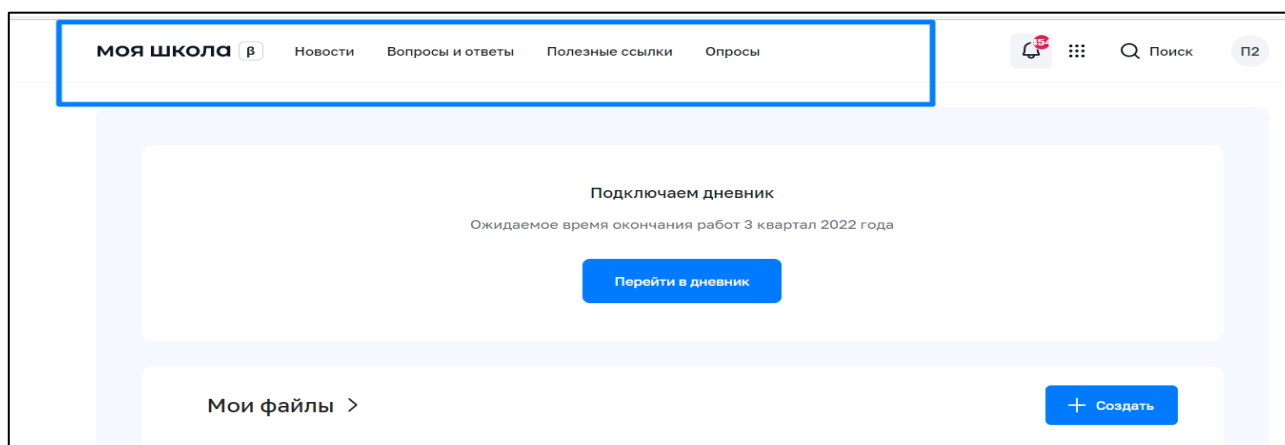 моя школа β Новости Вопросы и ответы Полезные ссылки Опросы Поиск П2
Подключаем дневник
Ожидаемое время окончания работ 3 квартал 2022 года
Перейти в дневник
Мои файлы > + Создать